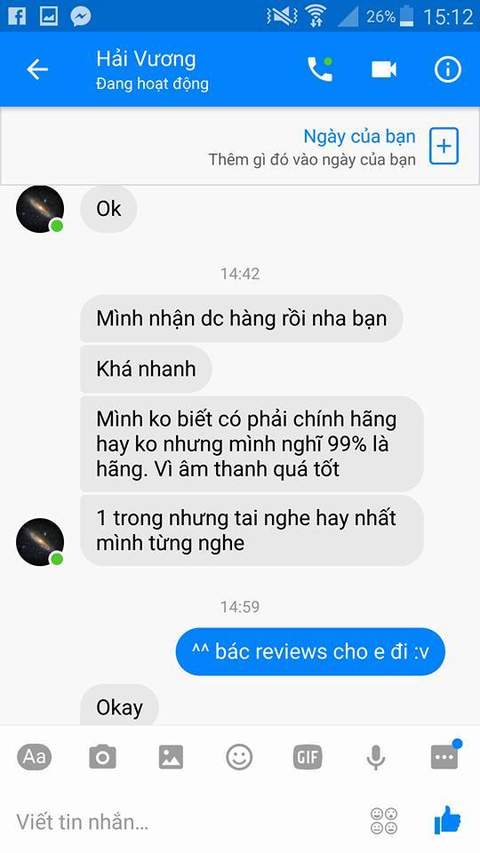 26% 15:12
Hải Vương
Đang hoạt động
Ngày của bạn
Thêm gì đó vào ngày của bạn
Ok
14:42
Mình nhận dc hàng rồi nha bạn
Khá nhanh
Mình ko biết có phải chính hãng
hay ko nhưng mình nghĩ 99% là
hãng. Vì âm thanh quá tốt
1 trong nhưng tai nghe hay nhất
mình từng nghe
14:59
^^ bác reviews cho e đi :v
Okay
Aa
GIF
Viết tin nhắn...